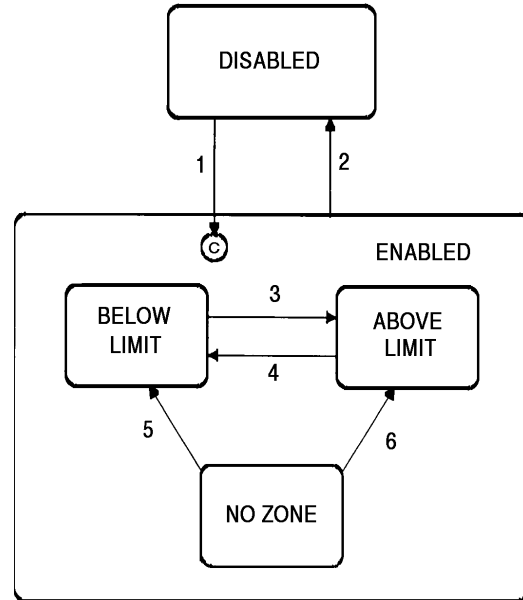 DISABLED
1
2
C
ENABLED
BELOW
LIMIT
3
ABOVE
LIMIT
4
5
6
NO ZONE